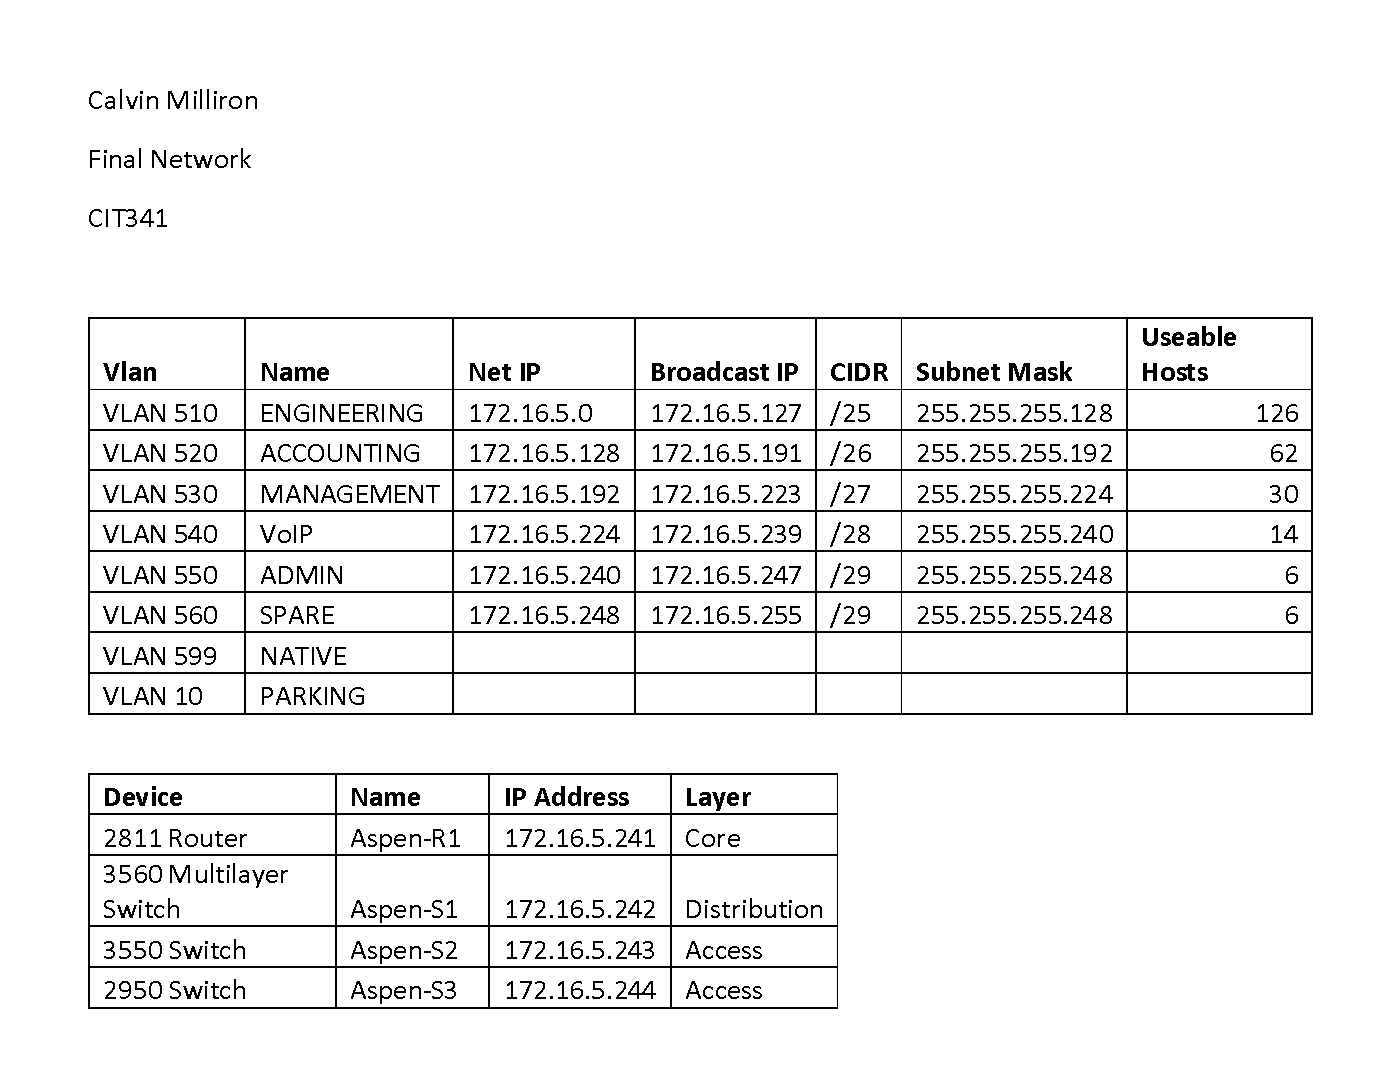 Calvin Milliron
Final Network
CIT341
Vlan Name Net IP Broadcast IP CIDR Subnet Mask Useable Hosts
VLAN 510 ENGINEERING 172.16.5.0 172.16.5.127 /25 255.255.255.128 126
VLAN 520 ACCOUNTING 172.16.5.128 172.16.5.191 /26 255.255.255.192 62
VLAN 530 MANAGEMENT 172.16.5.192 172.16.5.223 /27 255.255.255.224 30
VLAN 540 VoIP 172.16.5.224 172.16.5.239 /28 255.255.255.240 14
VLAN 550 ADMIN 172.16.5.240 172.16.5.247 /29 255.255.255.248 6
VLAN 560 SPARE 172.16.5.248 172.16.5.255 /29 255.255.255.248 6
VLAN 599 NATIVE
VLAN 10 PARKING
Device Name IP Address Layer
2811 Router Aspen-R1 172.16.5.241 Core
3560 Multilayer Switch Aspen-S1 172.16.5.242 Distribution
3550 Switch Aspen-S2 172.16.5.243 Access
2950 Switch Aspen-S3 172.16.5.244 Access